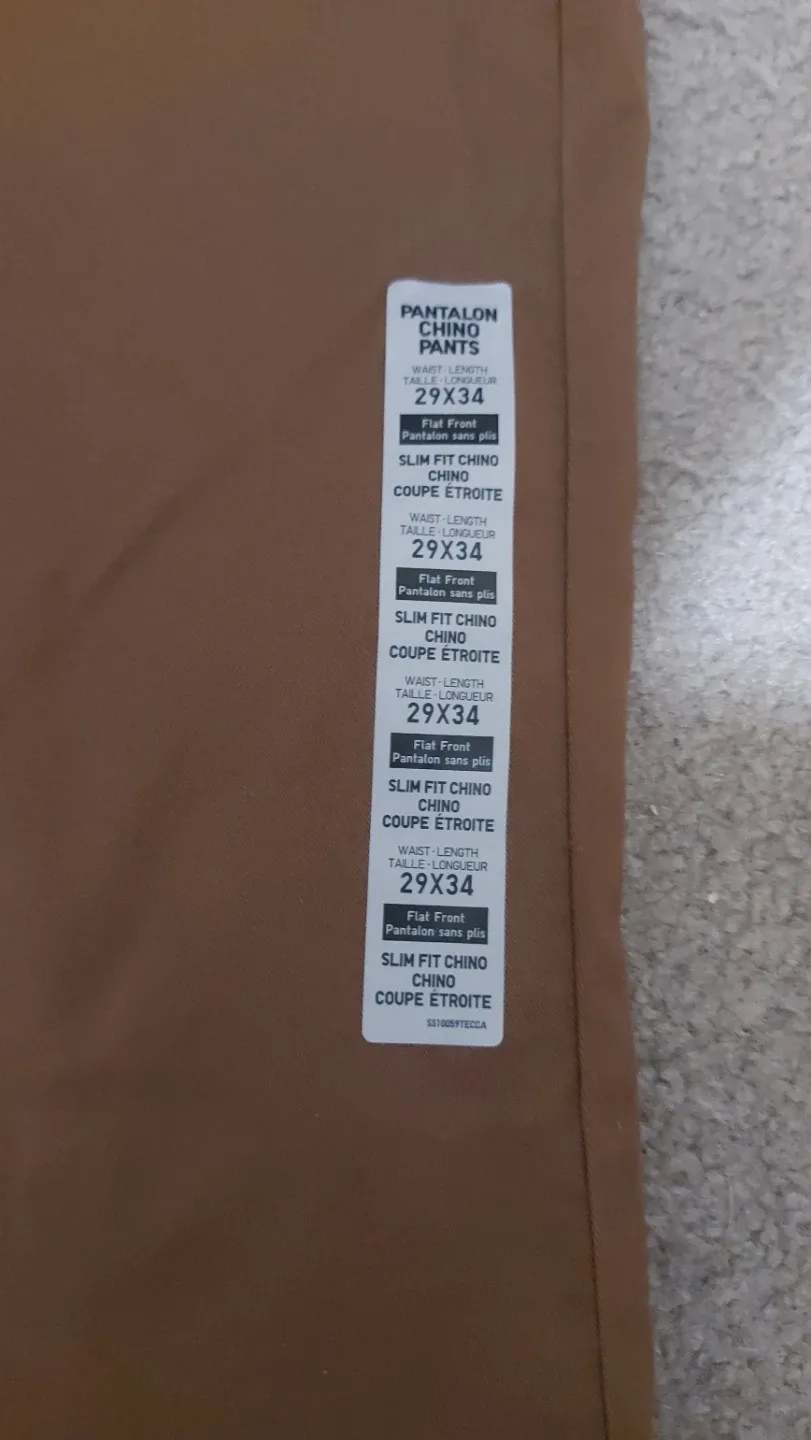 PANTALON
CHINO
PANTS
WAIST · LENGTH
TAILLE · LONGUEUR
29X34
Flat Front
Pantalon sans plis
SLIM FIT CHINO
CHINO
COUPE ÉTROITE
WAIST · LENGTH
TAILLE · LONGUEUR
29X34
Flat Front
Pantalon sans plis
SLIM FIT CHINO
CHINO
COUPE ÉTROITE
WAIST · LENGTH
TAILLE · LONGUEUR
29X34
Flat Front
Pantalon sans plis
SLIM FIT CHINO
CHINO
COUPE ÉTROITE
WAIST · LENGTH
TAILLE · LONGUEUR
29X34
Flat Front
Pantalon sans plis
SLIM FIT CHINO
CHINO
COUPE ÉTROITE
SS10059TECCA